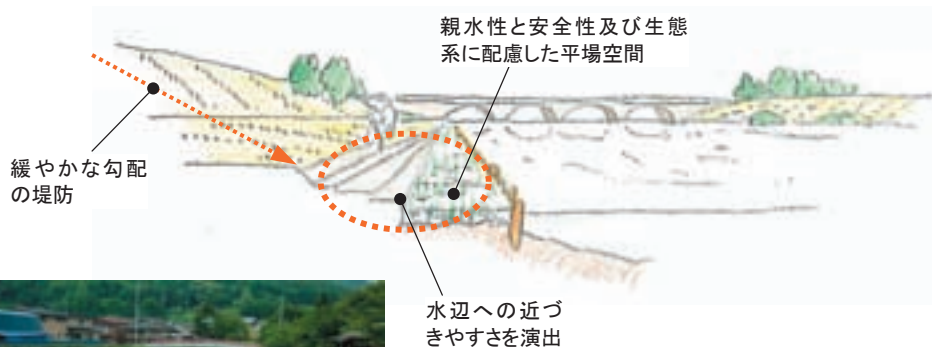 親水性と安全性及び生態
系に配慮した平場空間
緩やかな勾配
の堤防
水辺への近づ
きやすさを演出